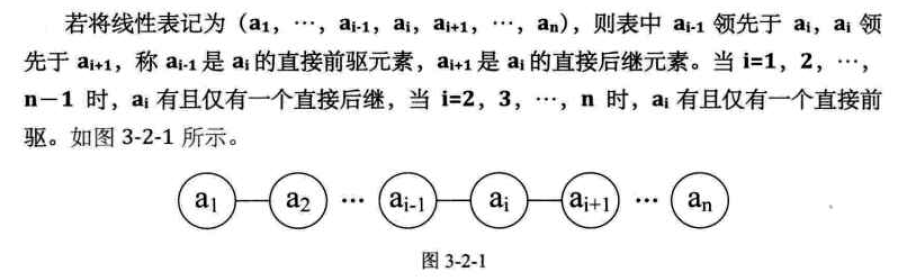 若将线性表记为（a₁，…，aᵢ₋₁，aᵢ，aᵢ₊₁，…，aₙ），则表中 aᵢ₋₁ 领先于 aᵢ，aᵢ 领
先于 aᵢ₊₁，称 aᵢ₋₁ 是 aᵢ 的直接前驱元素，aᵢ₊₁ 是 aᵢ 的直接后继元素。当 i=1，2，…，
n－1 时，aᵢ 有且仅有一个直接后继，当 i=2，3，…，n 时，aᵢ 有且仅有一个直接前
驱。如图 3-2-1 所示。
a₁ a₂ … aᵢ₋₁ aᵢ aᵢ₊₁ … aₙ
图 3-2-1